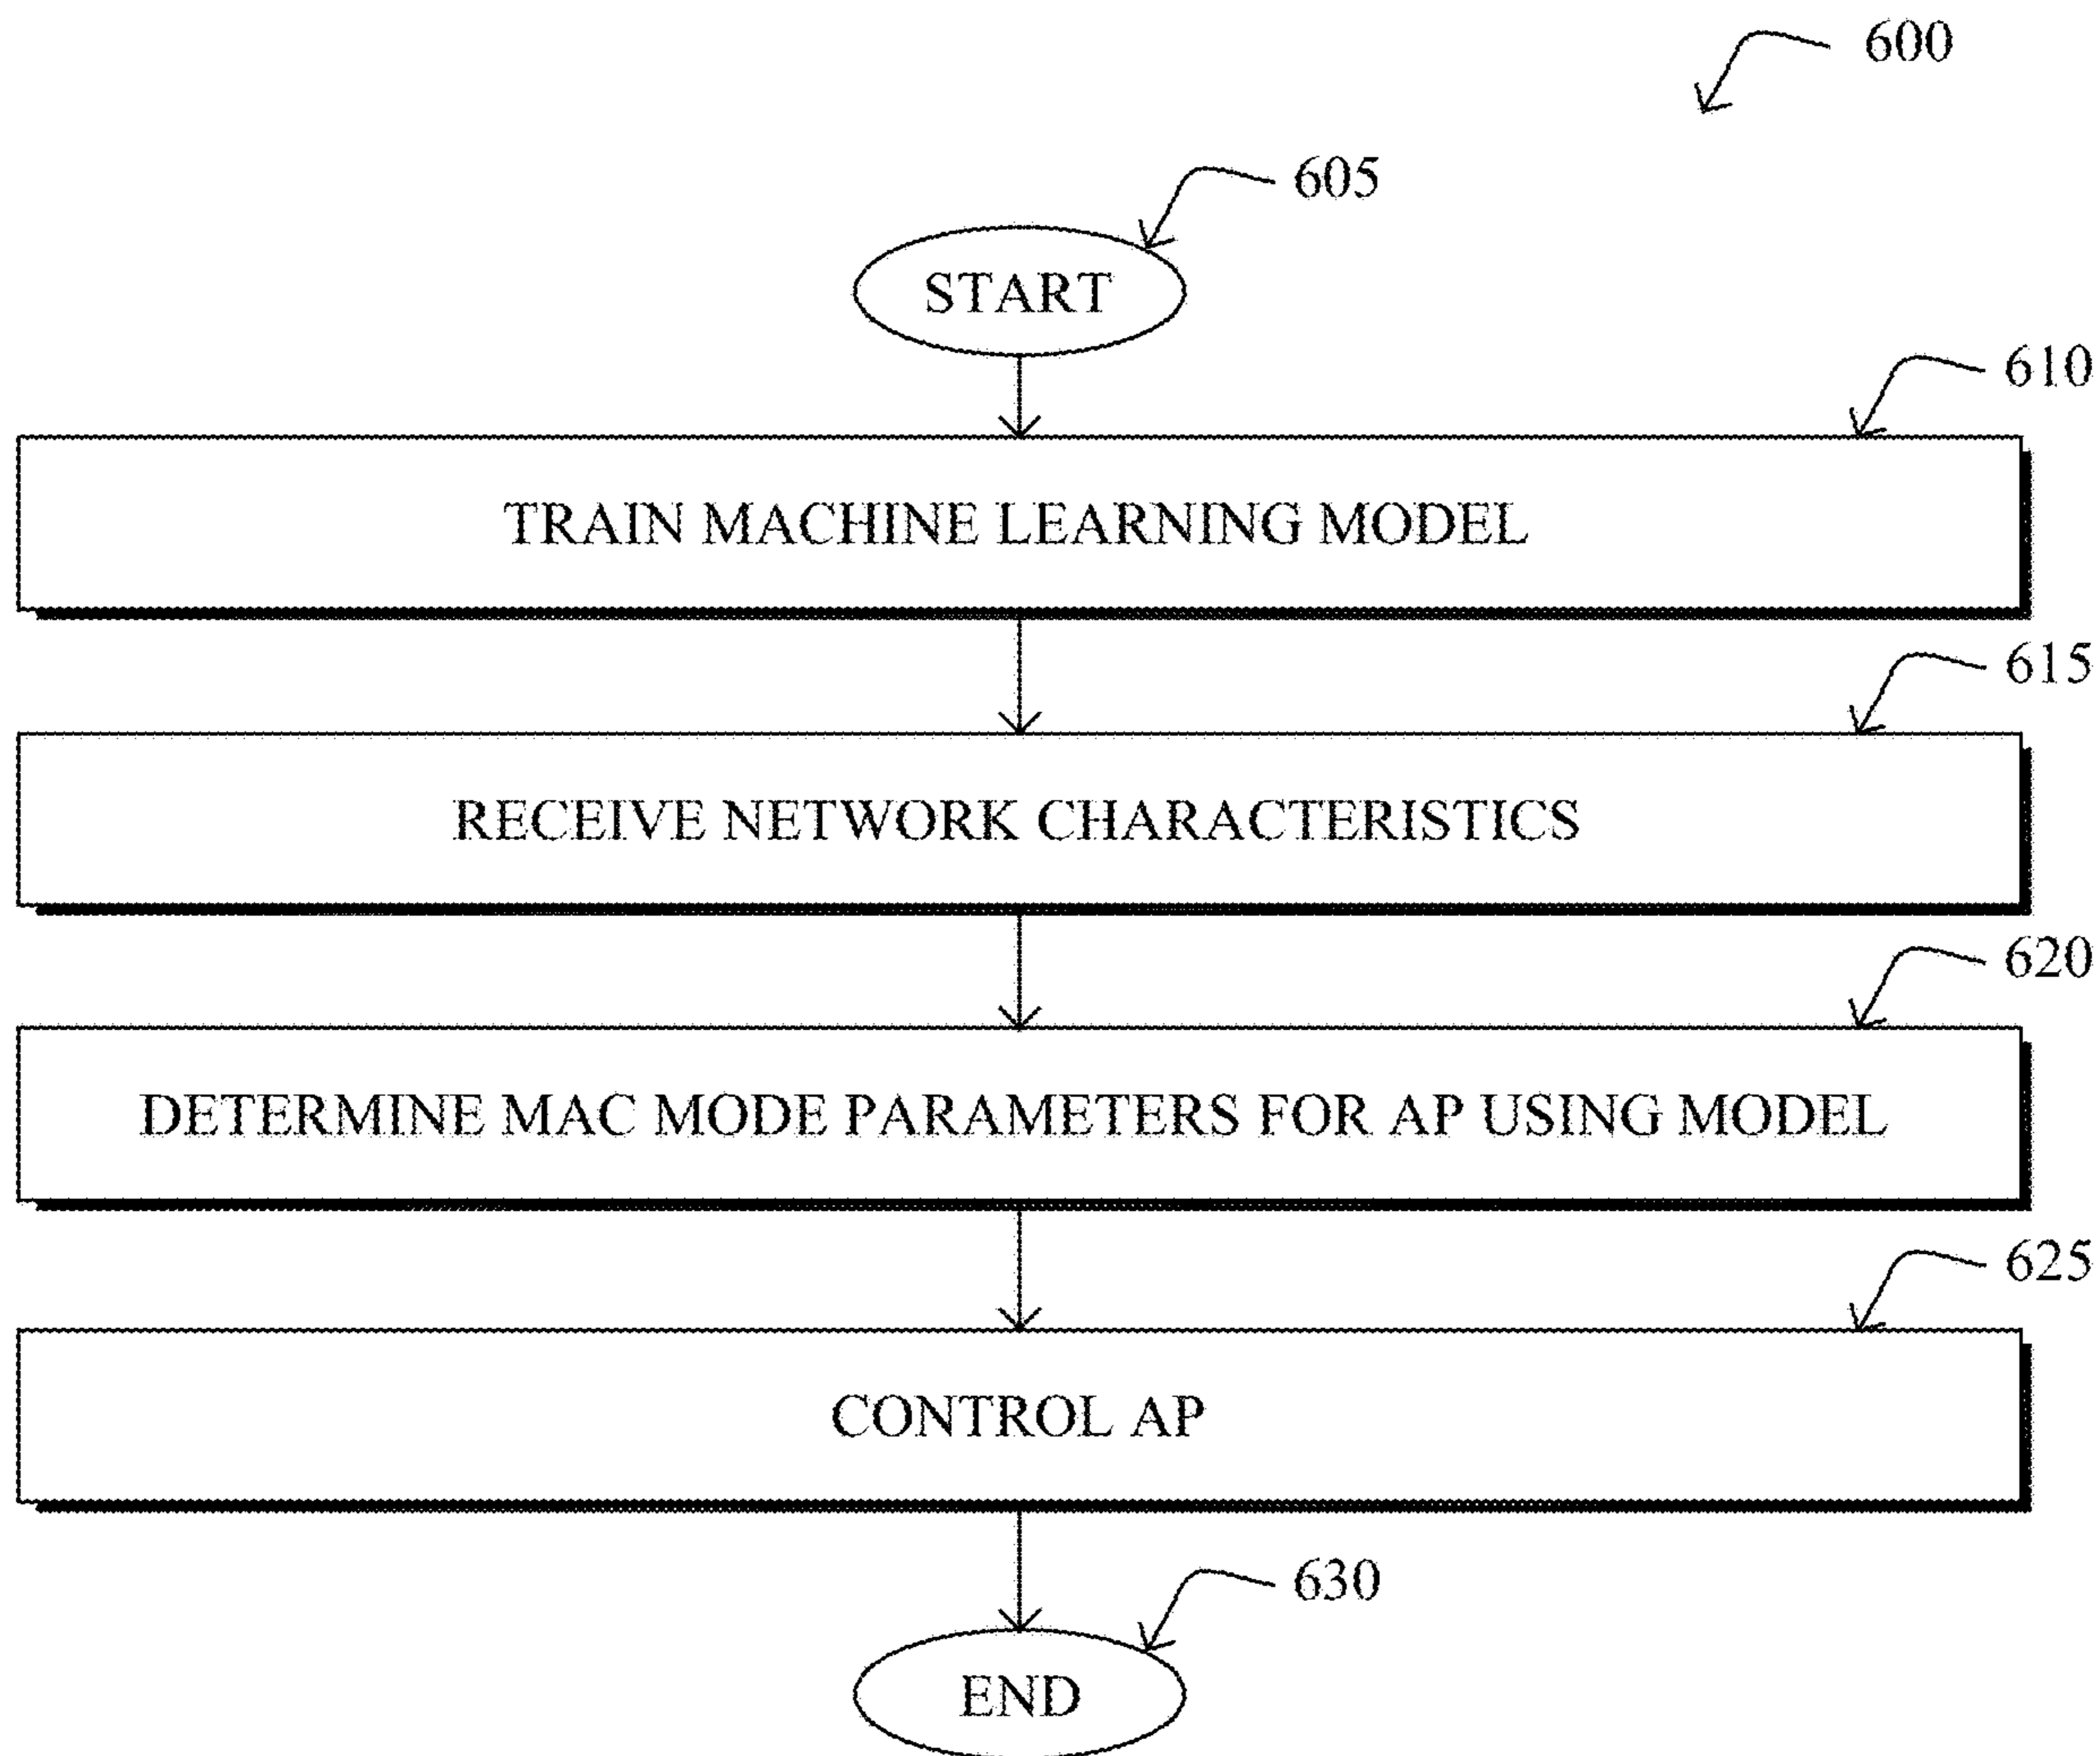 600
605
START
610
TRAIN MACHINE LEARNING MODEL
615
RECEIVE NETWORK CHARACTERISTICS
620
DETERMINE MAC MODE PARAMETERS FOR AP USING MODEL
625
CONTROL AP
630
END